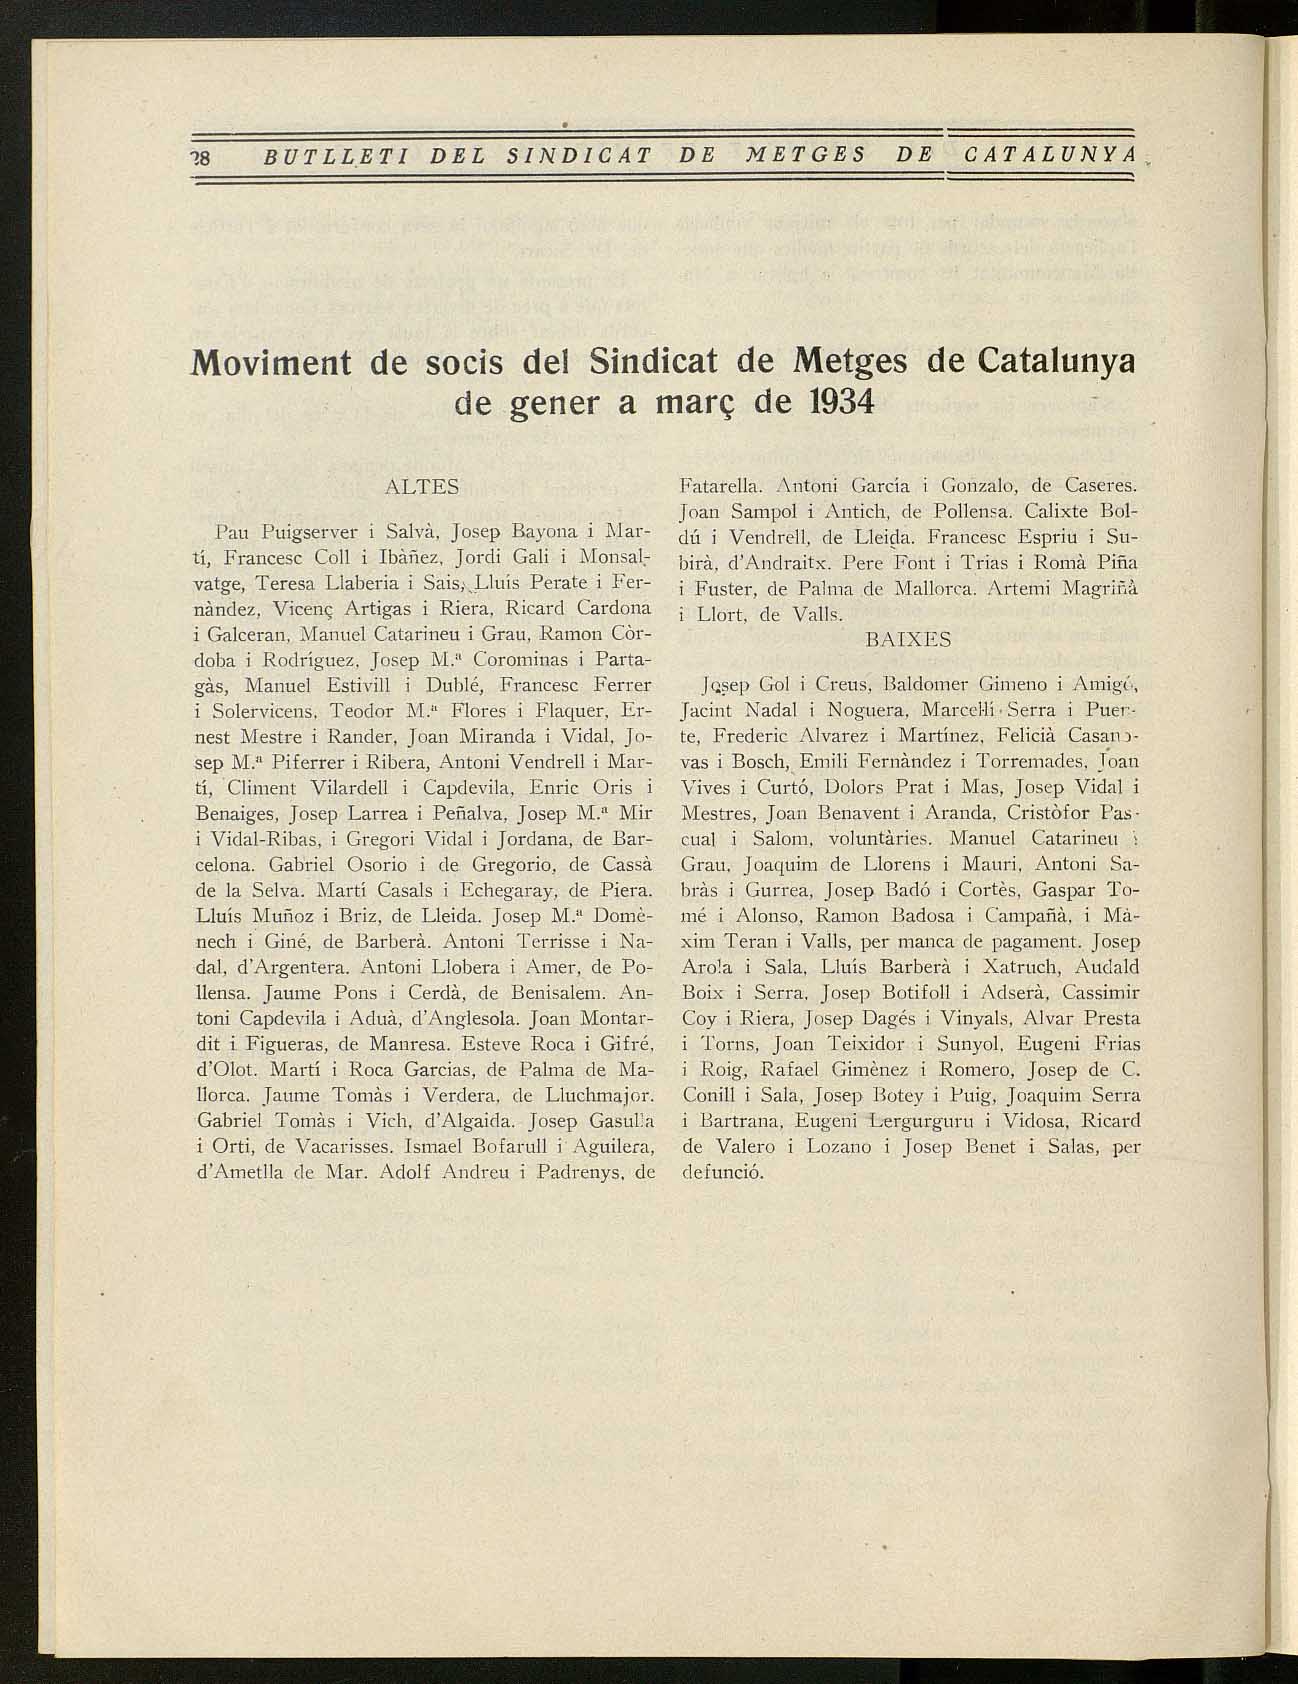 28 BUTLLETI DEL SINDICAT DE METGES DE CATALUNYA
Moviment de socis del Sindicat de Metges de Catalunya
de gener a març de 1934
ALTES
Pau Puigserver i Salvà, Josep Bayona i Mar-
tí, Francesc Coll i Ibàñez, Jordi Gali i Monsal-
vatge, Teresa Llaberia i Sais, Lluis Perate i Fer-
nàndez, Vicenç Artigas i Riera, Ricard Cardona
i Galceran, Manuel Catarineu i Grau, Ramon Còr-
doba i Rodríguez, Josep M.ª Corominas i Parta-
gàs, Manuel Estivill i Dublé, Francesc Ferrer
i Solervicens, Teodor M.ª Flores i Flaquer, Er-
nest Mestre i Rander, Joan Miranda i Vidal, Jo-
sep M.ª Piferrer i Ribera, Antoni Vendrell i Mar-
tí, Climent Vilardell i Capdevila, Enric Oris i
Benaiges, Josep Larrea i Peñalva, Josep M.ª Mir
i Vidal-Ribas, i Gregori Vidal i Jordana, de Bar-
celona. Gabriel Osorio i de Gregorio, de Cassà
de la Selva. Martí Casals i Echegaray, de Piera.
Lluís Muñoz i Briz, de Lleida. Josep M.ª Domè-
nech i Giné, de Barberà. Antoni Terrisse i Na-
dal, d'Argentera. Antoni Llobera i Amer, de Po-
llensa. Jaume Pons i Cerdà, de Benisalem. An-
toni Capdevila i Aduà, d'Anglesola. Joan Montar-
dit i Figueras, de Manresa. Esteve Roca i Gifré,
d'Olot. Martí i Roca Garcias, de Palma de Ma-
llorca. Jaume Tomàs i Verdera, de Lluchmajor.
Gabriel Tomàs i Vich, d'Algaida. Josep Gasulla
i Orti, de Vacarisses. Ismael Bofarull i Aguilera,
d'Ametlla de Mar. Adolf Andreu i Padrenys, de
Fatarella. Antoni García i Gonzalo, de Caseres.
Joan Sampol i Antich, de Pollensa. Calixte Bol-
dú i Vendrell, de Lleida. Francesc Espriu i Su-
birà, d'Andraitx. Pere Font i Trias i Romà Piña
i Fuster, de Palma de Mallorca. Artemi Magriñà
i Llort, de Valls.
BAIXES
Josep Gol i Creus, Baldomer Gimeno i Amigó,
Jacint Nadal i Noguera, Marcel·lí Serra i Puer-
te, Frederic Alvarez i Martínez, Felicià Casano-
vas i Bosch, Emili Fernàndez i Torremades, Joan
Vives i Curtó, Dolors Prat i Mas, Josep Vidal i
Mestres, Joan Benavent i Aranda, Cristòfor Pas-
cual i Salom, voluntàries. Manuel Catarineu i
Grau, Joaquim de Llorens i Mauri, Antoni Sa-
bràs i Gurrea, Josep Badó i Cortès, Gaspar To-
mé i Alonso, Ramon Badosa i Campañà, i Mà-
xim Teran i Valls, per manca de pagament. Josep
Arola i Sala, Lluís Barberà i Xatruch, Audald
Boix i Serra, Josep Botifoll i Adserà, Cassimir
Coy i Riera, Josep Dagés i Vinyals, Alvar Presta
i Torns, Joan Teixidor i Sunyol, Eugeni Frias
i Roig, Rafael Gimènez i Romero, Josep de C.
Conill i Sala, Josep Botey i Puig, Joaquim Serra
i Bartrana, Eugeni Lergurguru i Vidosa, Ricard
de Valero i Lozano i Josep Benet i Salas, per
defunció.